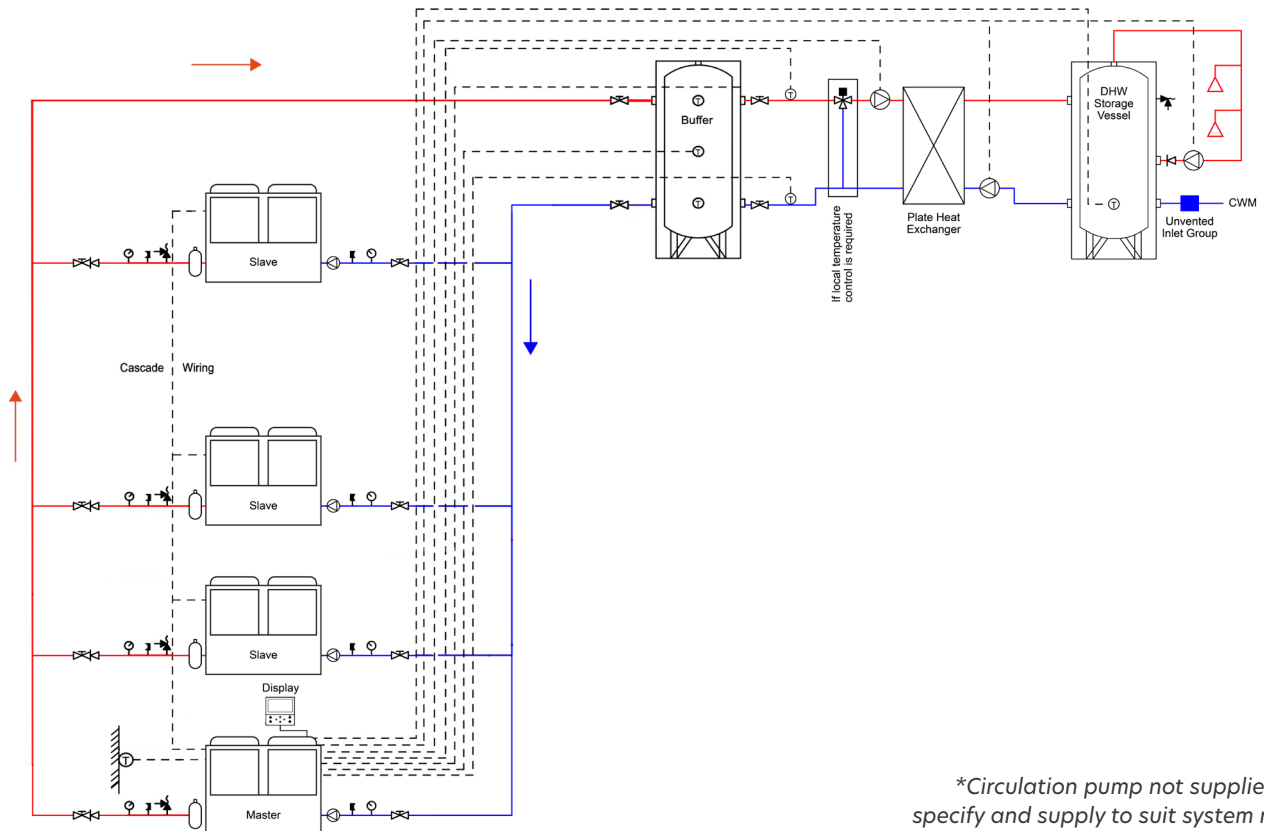 Buffer
DHW
Storage
Vessel
T
T
T
T
T
T
CWM
Unvented
Inlet Group
Plate Heat
Exchanger
If local temperature
control is required
Slave
Cascade Wiring
Slave
Slave
Display
T
Master
*Circulation pump not supplie
specify and supply to suit system